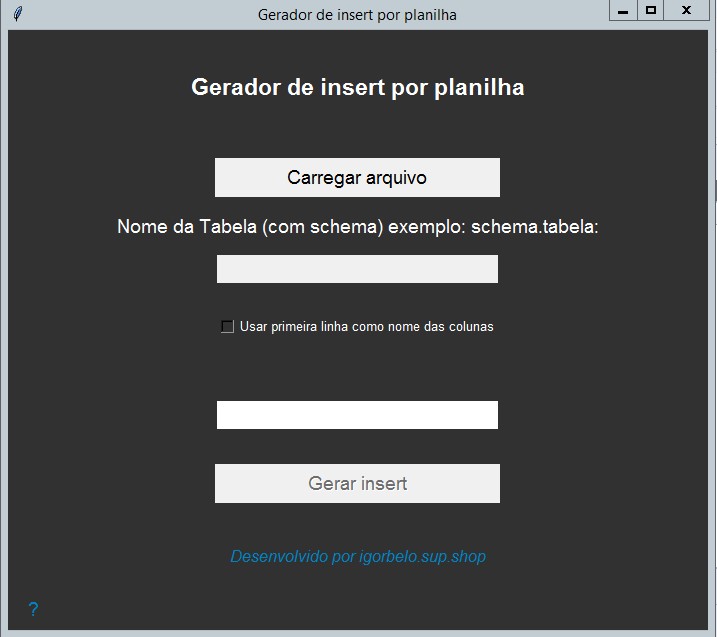 Gerador de insert por planilha
Gerador de insert por planilha
Carregar arquivo
Nome da Tabela (com schema) exemplo: schema.tabela:
Usar primeira linha como nome das colunas
Gerar insert
Desenvolvido por igorbelo.sup.shop
?